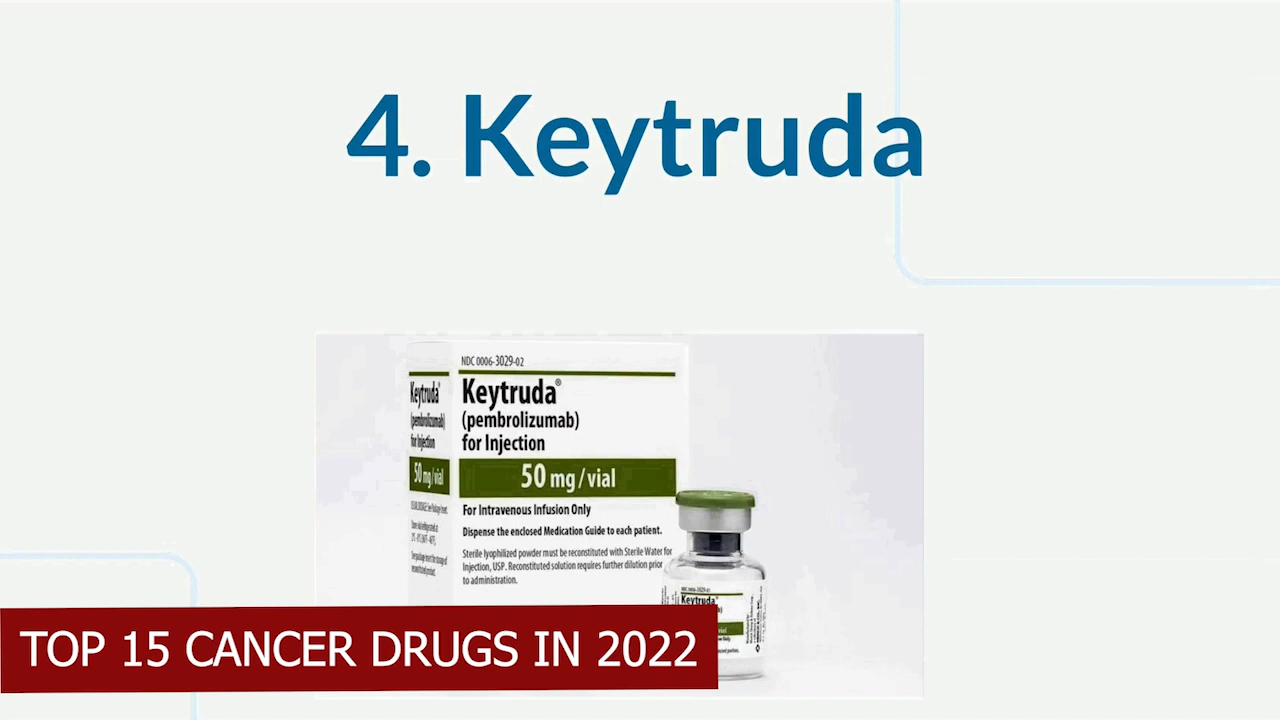 4. Keytruda
NDC 0006-3029-02
Keytruda®
(pembrolizumab)
for Injection
50 mg/vial
For Intravenous Infusion Only
Dispense the enclosed Medication Guide to each patient.
Sterile lyophilized powder must be reconstituted with Sterile Water for
Injection, USP. Reconstituted solution requires further dilution prior
to administration.
Keytruda®
(pembrolizumab)
for Injection
50 mg/vial
Keytruda
TOP 15 CANCER DRUGS IN 2022